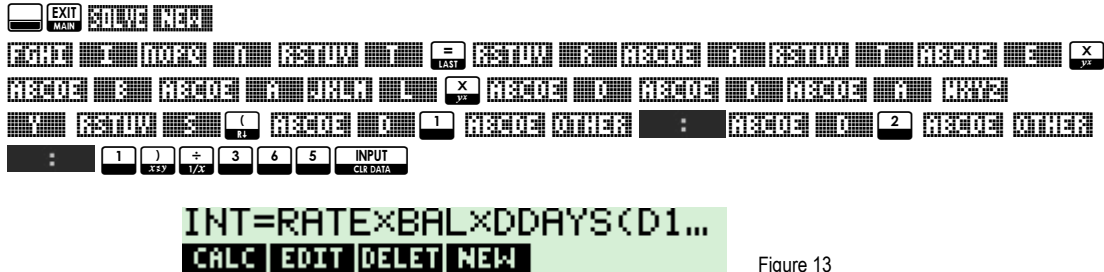 EXIT MAIN SOLVE NEW
FGHI I NOPQ N RSTUV T = LAST RSTUV R ABCDE A RSTUV T ABCDE E X yx
ABCDE B ABCDE A JKLM L X yx ABCDE D ABCDE D ABCDE A WXYZ
Y RSTUV S ( R↓ ABCDE D 1 ABCDE OTHER : ABCDE D 2 ABCDE OTHER
: 1 ) x≷y ÷ 1/X 3 6 5 INPUT CLR DATA
INT=RATE×BAL×DDAYS(D1…
CALC EDIT DELET NEW
Figure 13